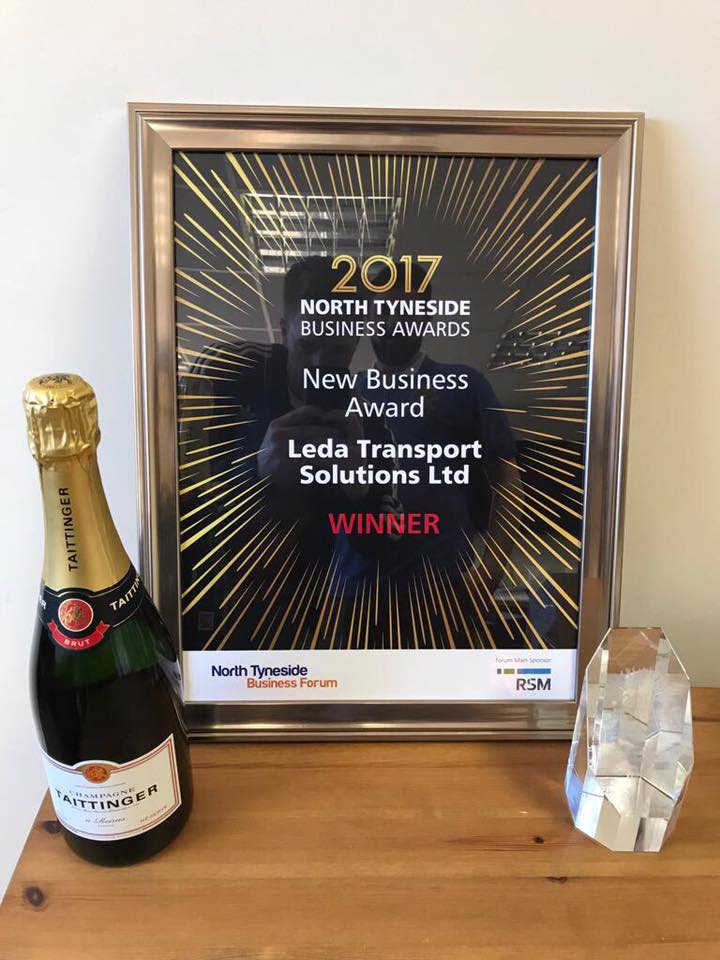 2017
NORTH TYNESIDE
BUSINESS AWARDS
New Business
Award
Leda Transport
Solutions Ltd
WINNER
North Tyneside
Business Forum
Forum Main Sponsor
RSM
TAITTINGER
BRUT
CHAMPAGNE
TAITTINGER
a Reims
RÉSERVE